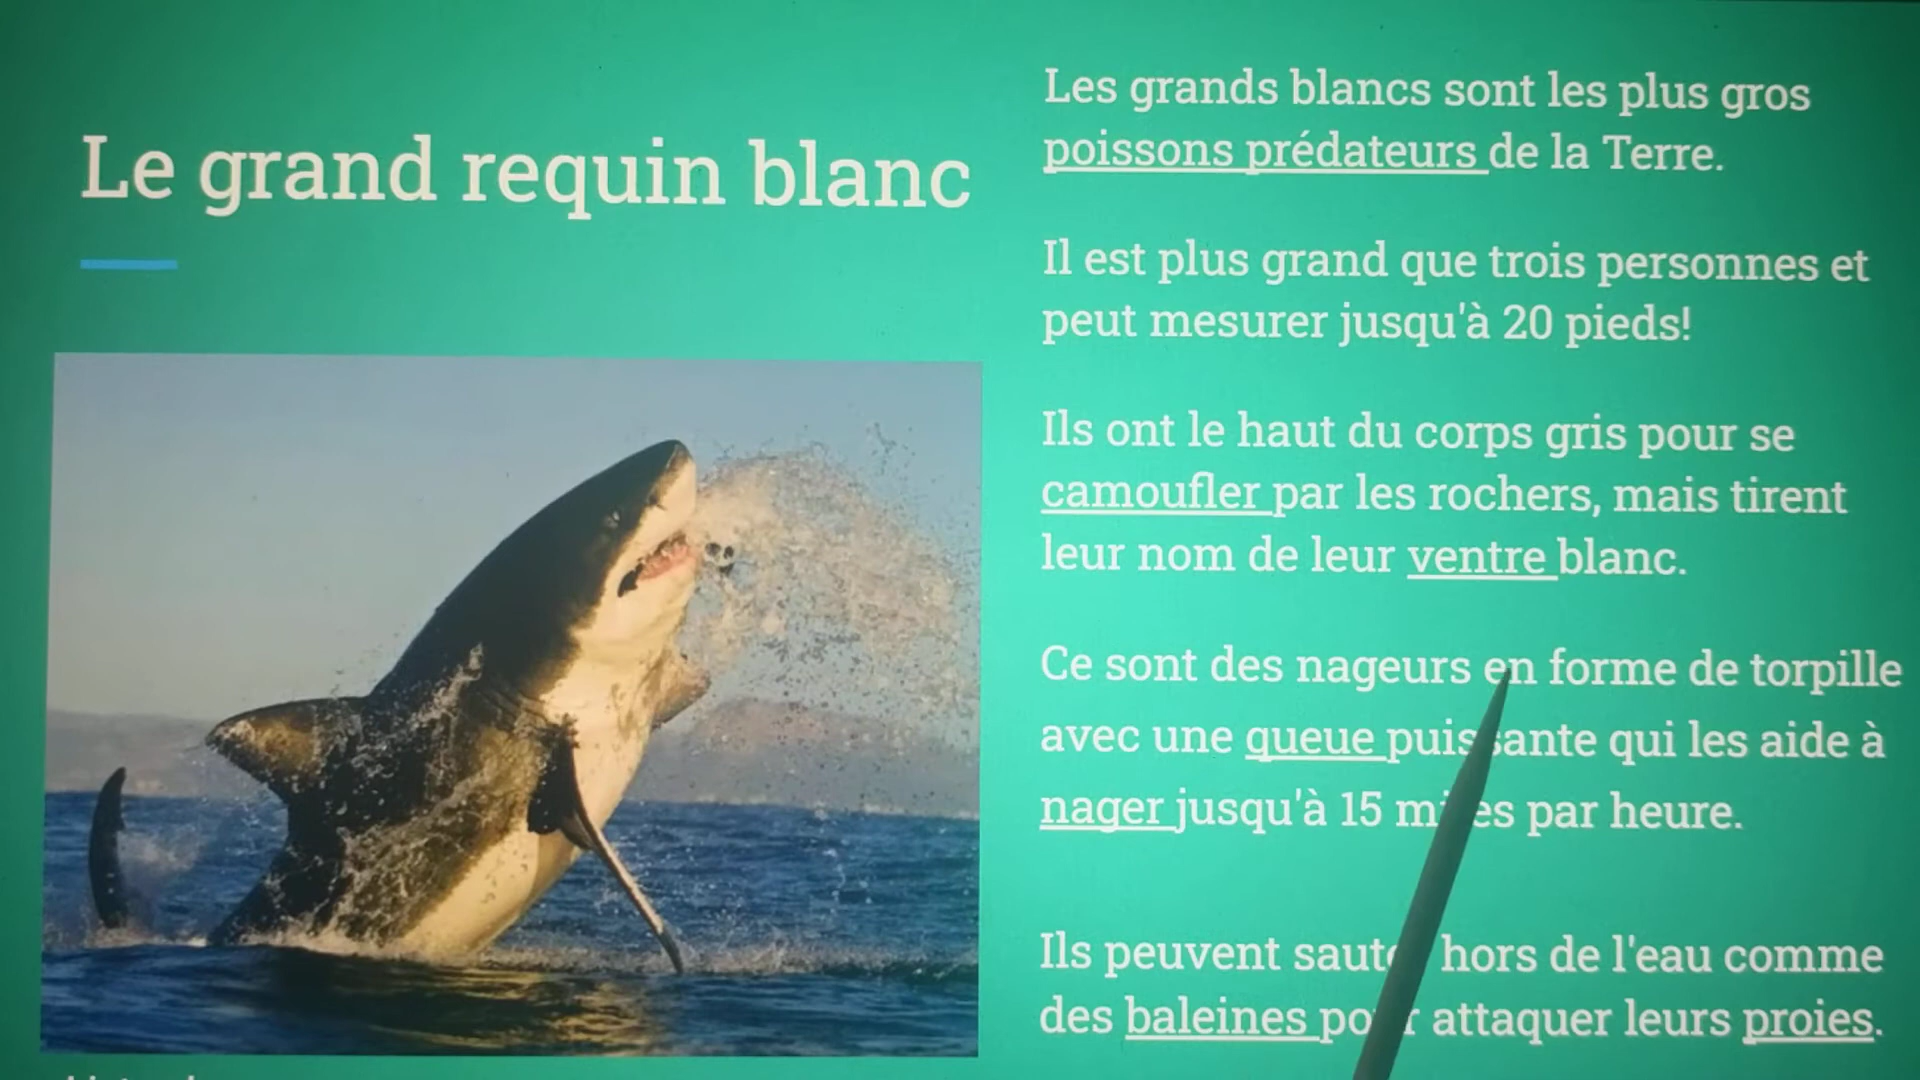 Le grand requin blanc
Les grands blancs sont les plus gros
poissons prédateurs de la Terre.
Il est plus grand que trois personnes et
peut mesurer jusqu'à 20 pieds!
Ils ont le haut du corps gris pour se
camoufler par les rochers, mais tirent
leur nom de leur ventre blanc.
Ce sont des nageurs en forme de torpille
avec une queue puissante qui les aide à
nager jusqu'à 15 miles par heure.
Ils peuvent sauter hors de l'eau comme
des baleines pour attaquer leurs proies.